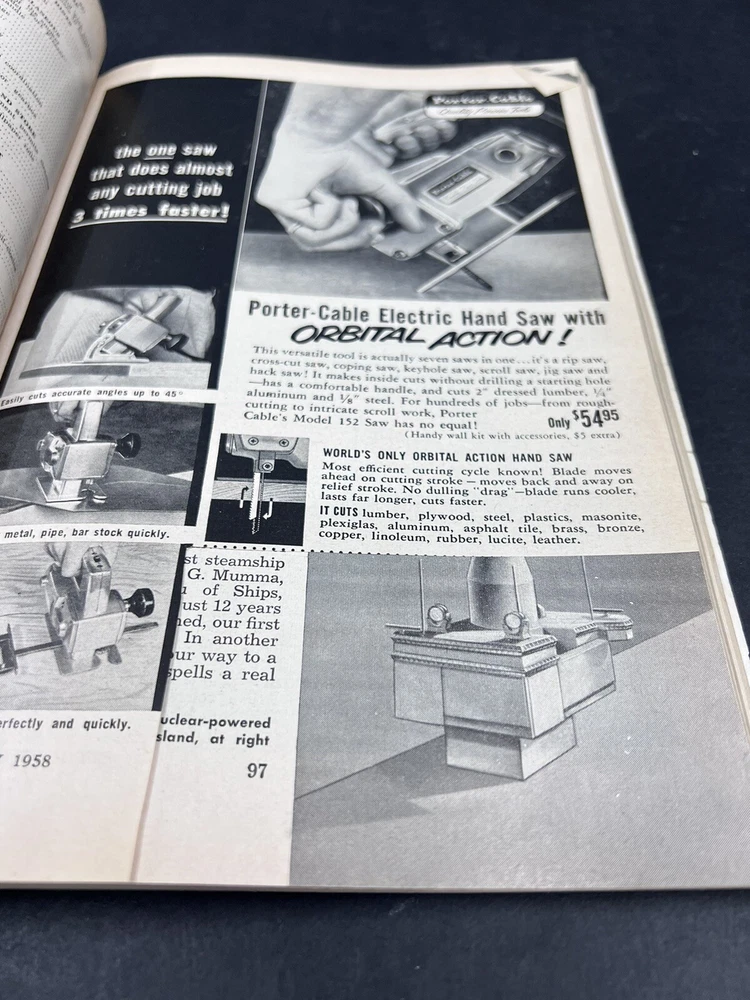 the one saw
that does almost
any cutting job
3 times faster!
Porter-Cable
Quality Power Tools
Porter-Cable Electric Hand Saw with
ORBITAL ACTION!
This versatile tool is actually seven saws in one...it's a rip saw,
cross-cut saw, coping saw, keyhole saw, scroll saw, jig saw and
hack saw! It makes inside cuts without drilling a starting hole
—has a comfortable handle, and cuts 2" dressed lumber, ¼"
aluminum and ⅛" steel. For hundreds of jobs—from rough-
cutting to intricate scroll work, Porter
Cable's Model 152 Saw has no equal!
Only $54.95
(Handy wall kit with accessories, $5 extra)
Easily cuts accurate angles up to 45°
WORLD'S ONLY ORBITAL ACTION HAND SAW
Most efficient cutting cycle known! Blade moves
ahead on cutting stroke — moves back and away on
relief stroke. No dulling "drag"—blade runs cooler,
lasts far longer, cuts faster.
IT CUTS lumber, plywood, steel, plastics, masonite,
plexiglas, aluminum, asphalt tile, brass, bronze,
copper, linoleum, rubber, lucite, leather.
metal, pipe, bar stock quickly.
st steamship
G. Mumma,
of Ships,
ust 12 years
ned, our first
In another
ur way to a
spells a real
erfectly and quickly.
uclear-powered
sland, at right
1958
97